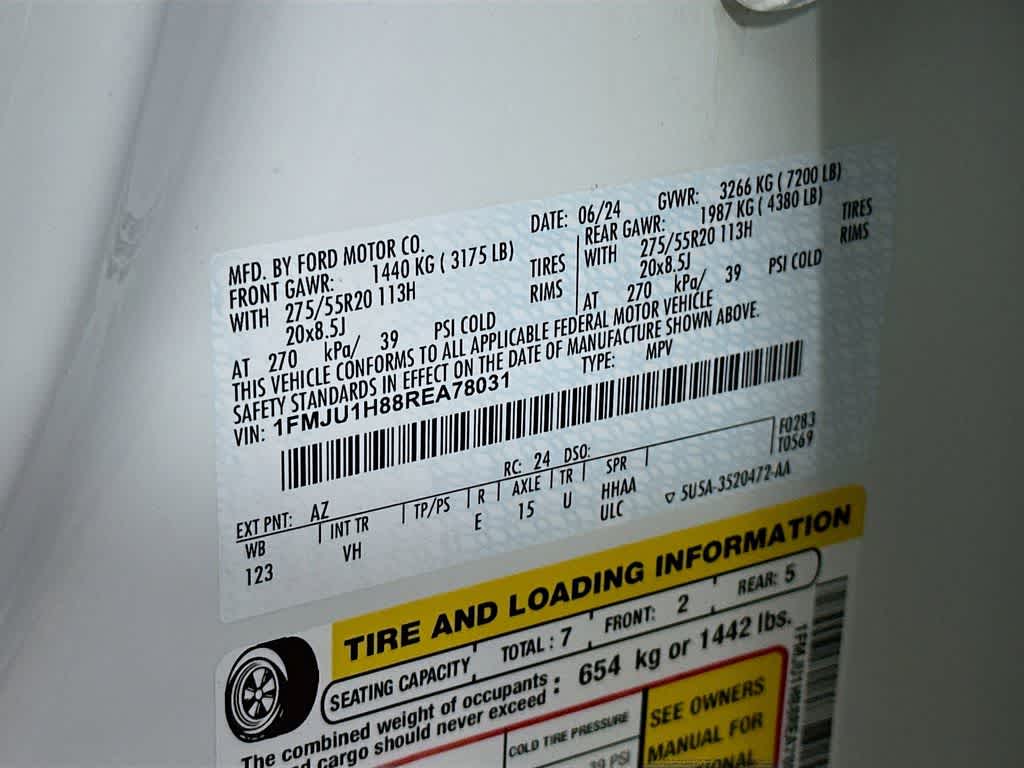 MFD. BY FORD MOTOR CO.
DATE: 06/24 GVWR: 3266 KG ( 7200 LB)
FRONT GAWR: 1440 KG ( 3175 LB)
REAR GAWR: 1987 KG ( 4380 LB)
WITH 275/55R20 113H TIRES
WITH 275/55R20 113H TIRES
20x8.5J RIMS
20x8.5J RIMS
AT 270 kPa/ 39 PSI COLD
AT 270 kPa/ 39 PSI COLD
THIS VEHICLE CONFORMS TO ALL APPLICABLE FEDERAL MOTOR VEHICLE
SAFETY STANDARDS IN EFFECT ON THE DATE OF MANUFACTURE SHOWN ABOVE.
VIN: 1FMJU1H88REA78031 TYPE: MPV
F0283
T0569
EXT PNT: AZ RC: 24 DSO:
WB INT TR TP/PS R AXLE TR SPR
123 VH E 15 U HHAA
ULC
5U5A-3520472-AA
TIRE AND LOADING INFORMATION
SEATING CAPACITY TOTAL : 7 FRONT: 2 REAR: 5
The combined weight of occupants
and cargo should never exceed : 654 kg or 1442 lbs.
COLD TIRE PRESSURE
39 PSI
SEE OWNERS
MANUAL FOR